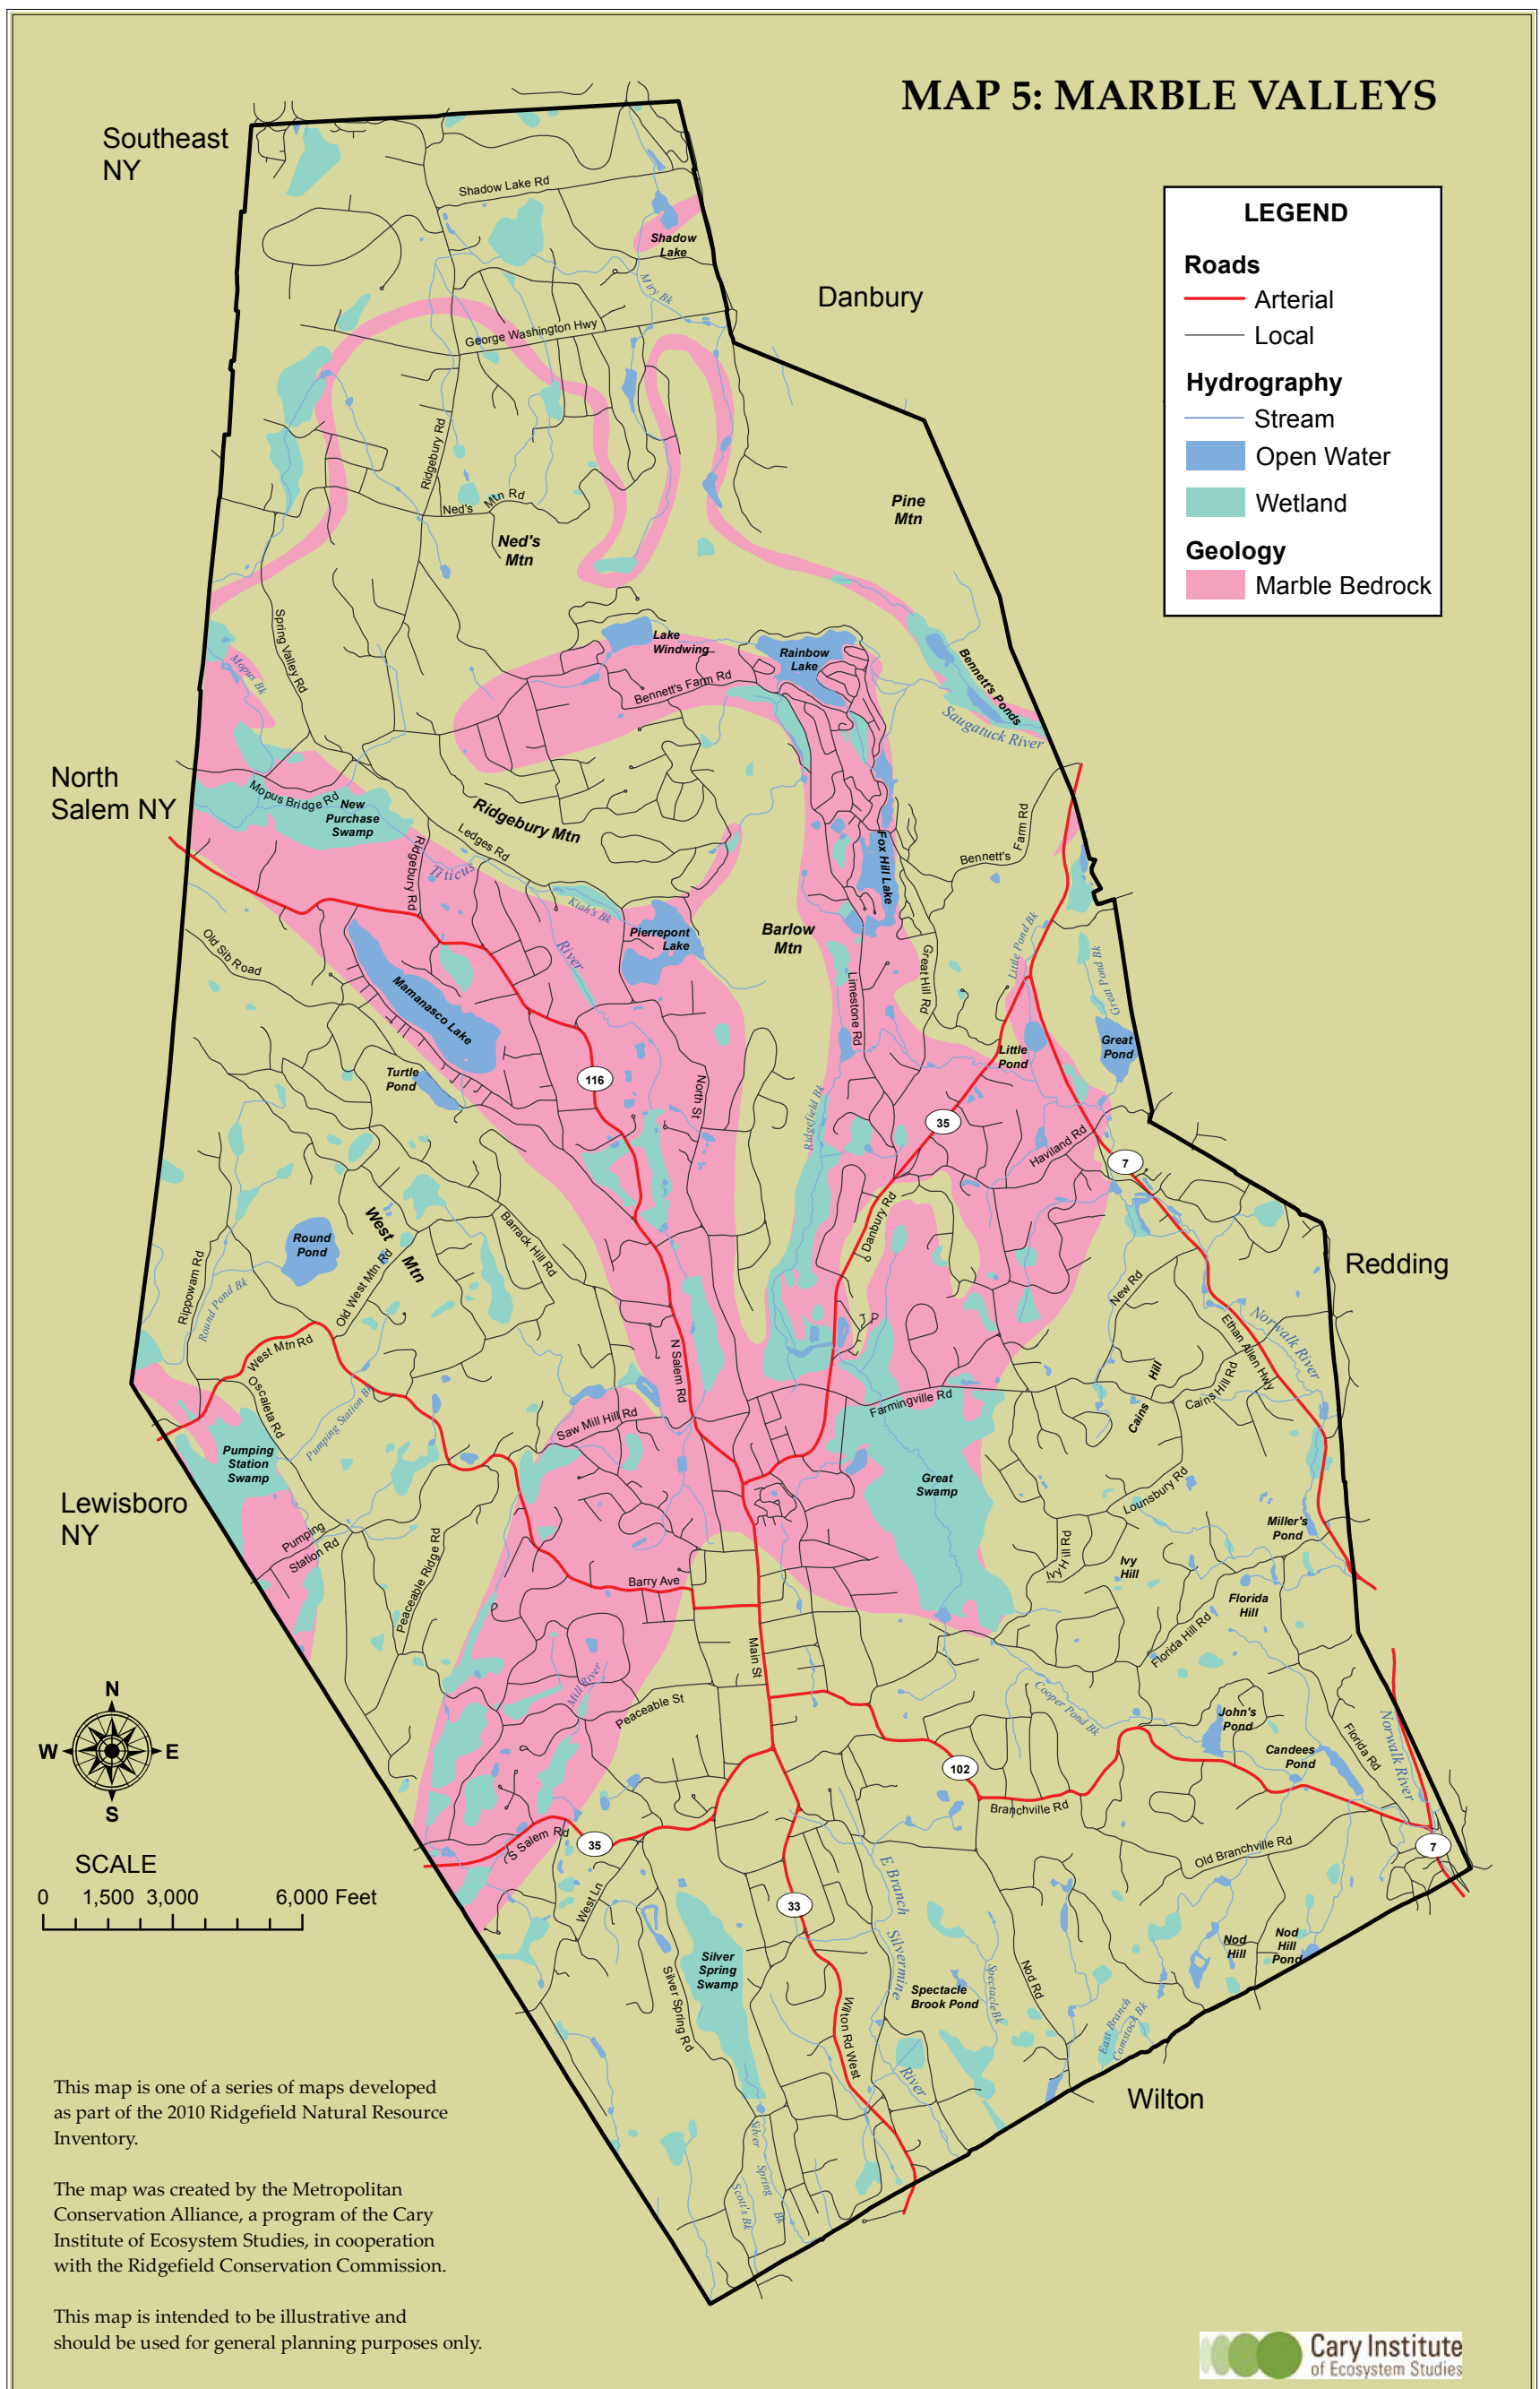 MAP 5: MARBLE VALLEYS
Southeast
NY
Shadow Lake Rd
Shadow
Lake
Miry Bk
Danbury
LEGEND
Roads
Arterial
Local
Hydrography
Stream
Open Water
Wetland
Geology
Marble Bedrock
George Washington Hwy
Ridgebury Rd
Ned's
Mtn Rd
Ned's
Mtn
Pine
Mtn
Spring Valley Rd
Mopus Bk
Lake
Windwing
Rainbow
Lake
Bennett's Farm Rd
Bennett's Ponds
Saugatuck River
North
Salem NY
Mopus Bridge Rd
New
Purchase
Swamp
Ridgebury Mtn
Ledges Rd
Ridgebury Rd
Titicus
River
Kiah's Bk
Fox Hill Lake
Bennett's
Farm Rd
Pierrepont
Lake
Barlow
Mtn
Old Sib Road
Mamanasco Lake
Limestone Rd
Great Hill Rd
Little Pond Bk
Great Pond Bk
Great
Pond
Little
Pond
Turtle
Pond
116
North St
Ridgefield Bk
35
Haviland Rd
7
Danbury Rd
West
Mtn
Round
Pond
Barrack Hill Rd
Rippowam Rd
Round Pond Bk
Old West Mtn Rd
West Mtn Rd
Oscaleta Rd
Pumping Station Bk
N Salem Rd
New Rd
Redding
Norwalk River
Ethan Allen Hwy
Cains
Hill
Cains Hill Rd
Farmingville Rd
Saw Mill Hill Rd
Pumping
Station
Swamp
Great
Swamp
Lounsbury Rd
Miller's
Pond
Lewisboro
NY
Pumping
Station Rd
Peaceable Ridge Rd
Barry Ave
Ivy Hill Rd
Ivy
Hill
Florida
Hill
Florida Hill Rd
Main St
Mill River
Peaceable St
Cooper Pond Bk
John's
Pond
Candees
Pond
Florida Rd
Norwalk River
N
W
E
S
102
Branchville Rd
Old Branchville Rd
7
S Salem Rd
35
SCALE
0 1,500 3,000 6,000 Feet
West Ln
33
E Branch
Silvermine
River
Silver
Spring
Swamp
Silver Spring Rd
Wilton Rd West
Spectacle
Brook Pond
Spectacle Bk
Nod Rd
Nod
Hill
Nod
Hill
Pond
East Branch
Comstock Bk
Wilton
Silver
Spring
Bk
Scott's Bk
This map is one of a series of maps developed
as part of the 2010 Ridgefield Natural Resource
Inventory.
The map was created by the Metropolitan
Conservation Alliance, a program of the Cary
Institute of Ecosystem Studies, in cooperation
with the Ridgefield Conservation Commission.
This map is intended to be illustrative and
should be used for general planning purposes only.
Cary Institute
of Ecosystem Studies